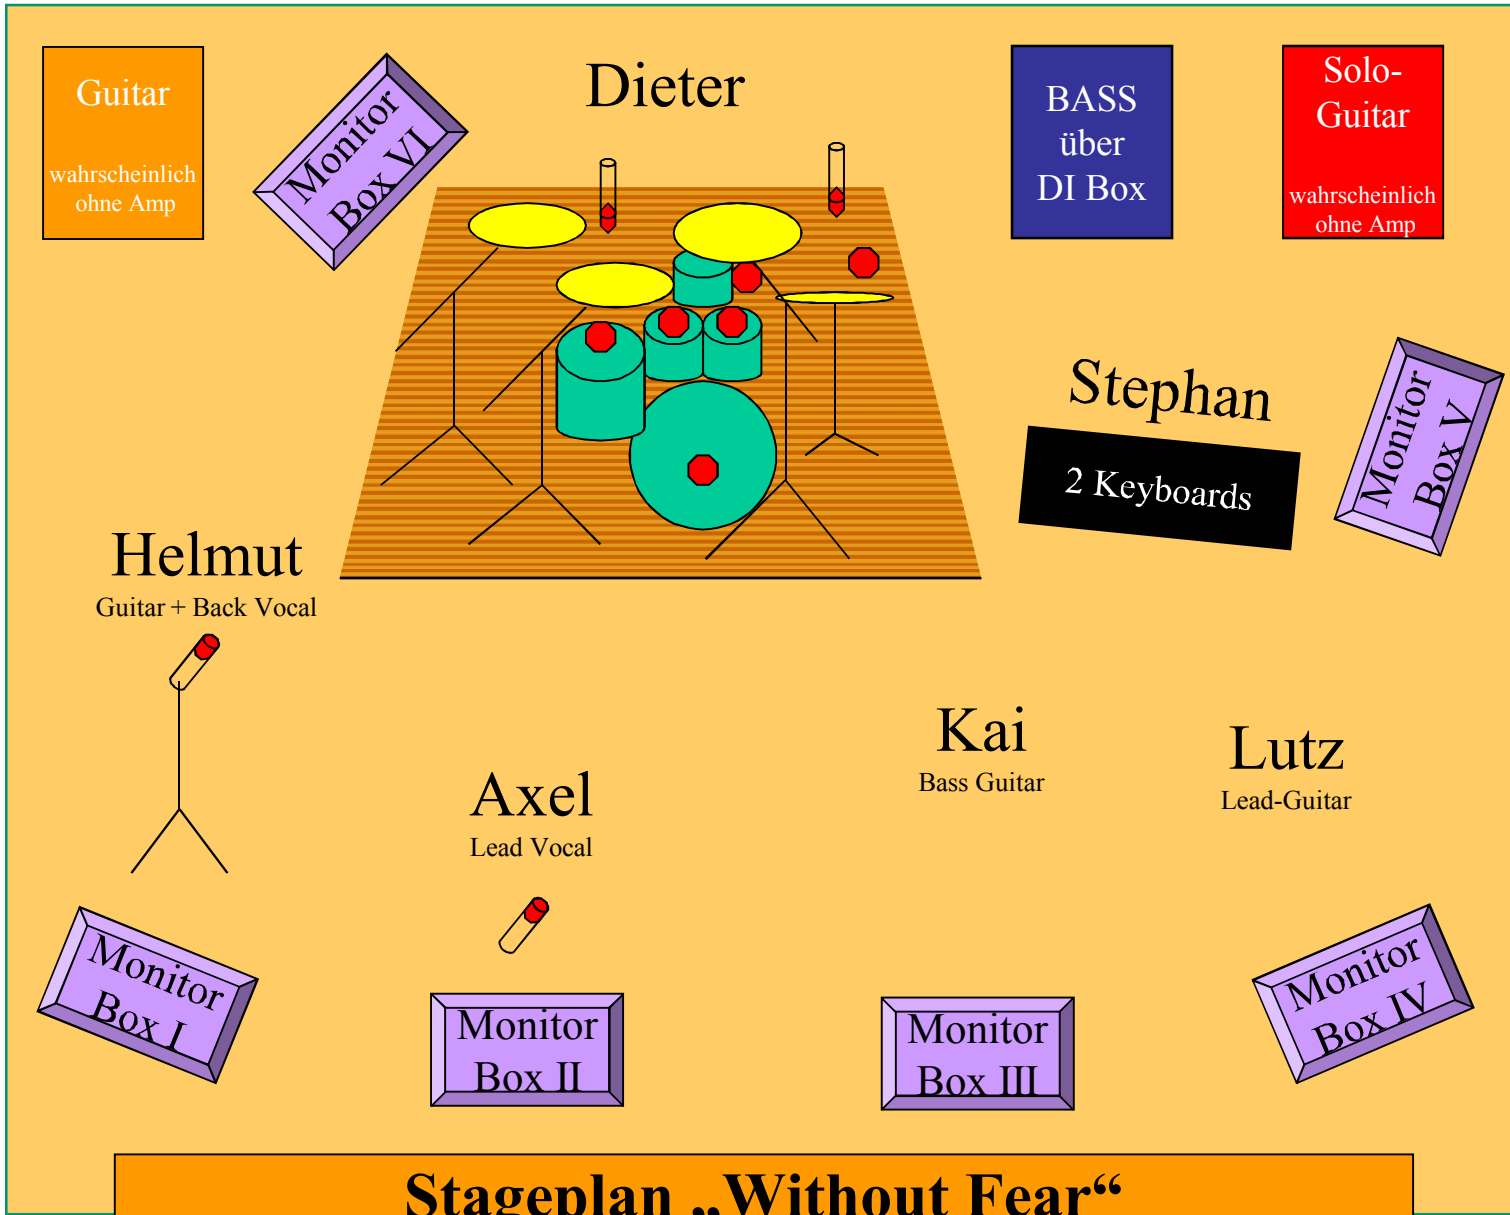 Guitar
wahrscheinlich
ohne Amp
Monitor
Box VI
Dieter
BASS
über
DI Box
Solo-
Guitar
wahrscheinlich
ohne Amp
Stephan
2 Keyboards
Monitor
Box V
Helmut
Guitar + Back Vocal
Kai
Bass Guitar
Lutz
Lead-Guitar
Axel
Lead Vocal
Monitor
Box I
Monitor
Box II
Monitor
Box III
Monitor
Box IV
Stageplan „Without Fear“